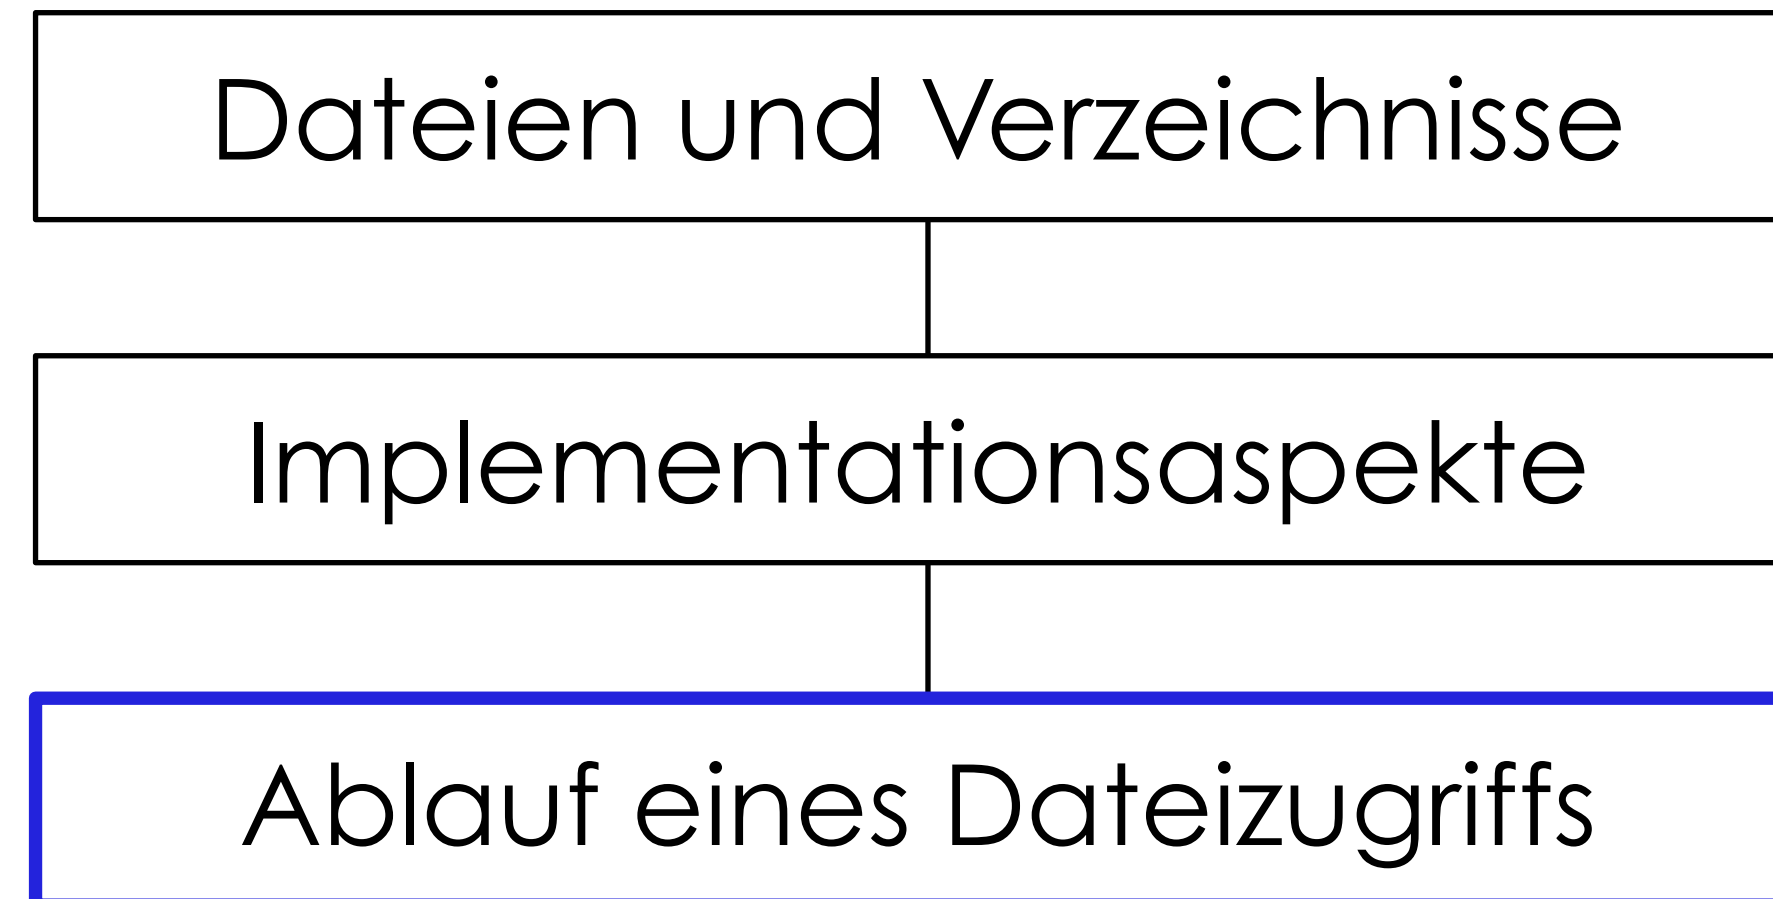 Dateien und Verzeichnisse
Implementationsaspekte
Ablauf eines Dateizugriffs